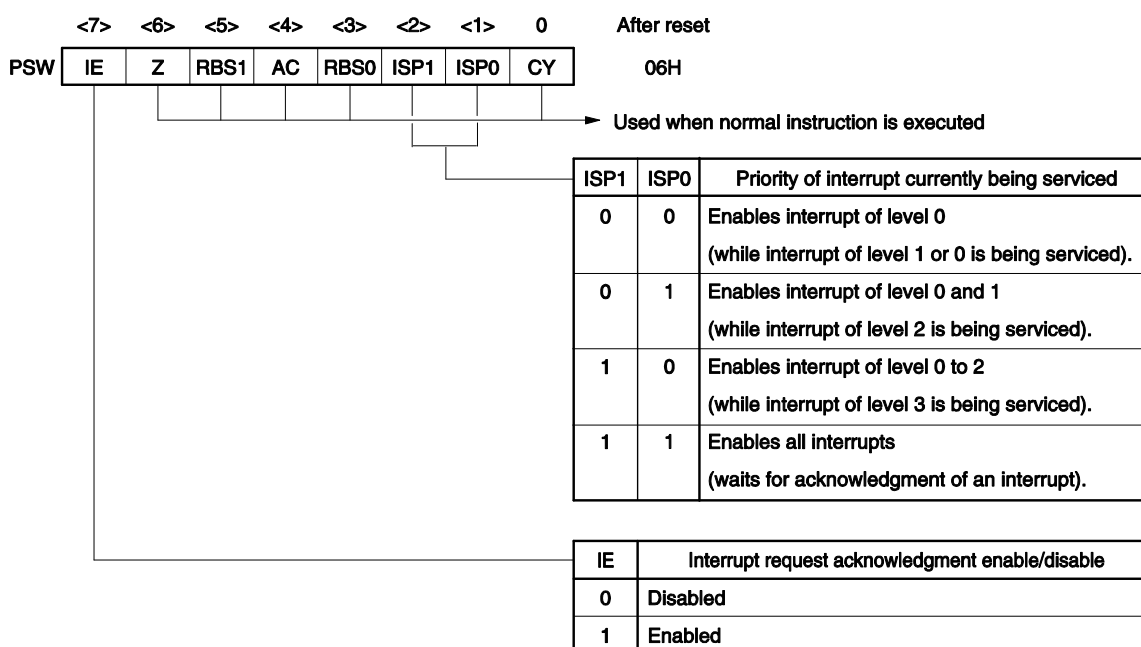 <7> <6> <5> <4> <3> <2> <1> 0 After reset
PSW IE Z RBS1 AC RBS0 ISP1 ISP0 CY 06H
Used when normal instruction is executed
ISP1 ISP0 Priority of interrupt currently being serviced
0 0 Enables interrupt of level 0
(while interrupt of level 1 or 0 is being serviced).
0 1 Enables interrupt of level 0 and 1
(while interrupt of level 2 is being serviced).
1 0 Enables interrupt of level 0 to 2
(while interrupt of level 3 is being serviced).
1 1 Enables all interrupts
(waits for acknowledgment of an interrupt).
IE Interrupt request acknowledgment enable/disable
0 Disabled
1 Enabled